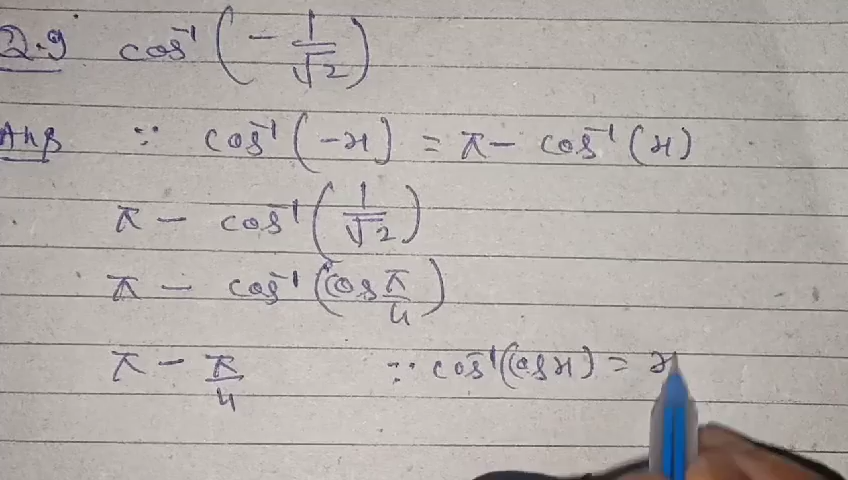 Q.9 cos⁻¹(-1/√2)
Ans ∵ cos⁻¹(-x) = π - cos⁻¹(x)
π - cos⁻¹(1/√2)
π - cos⁻¹(cos π/4)
π - π/4 ∵ cos⁻¹(cos x) = x